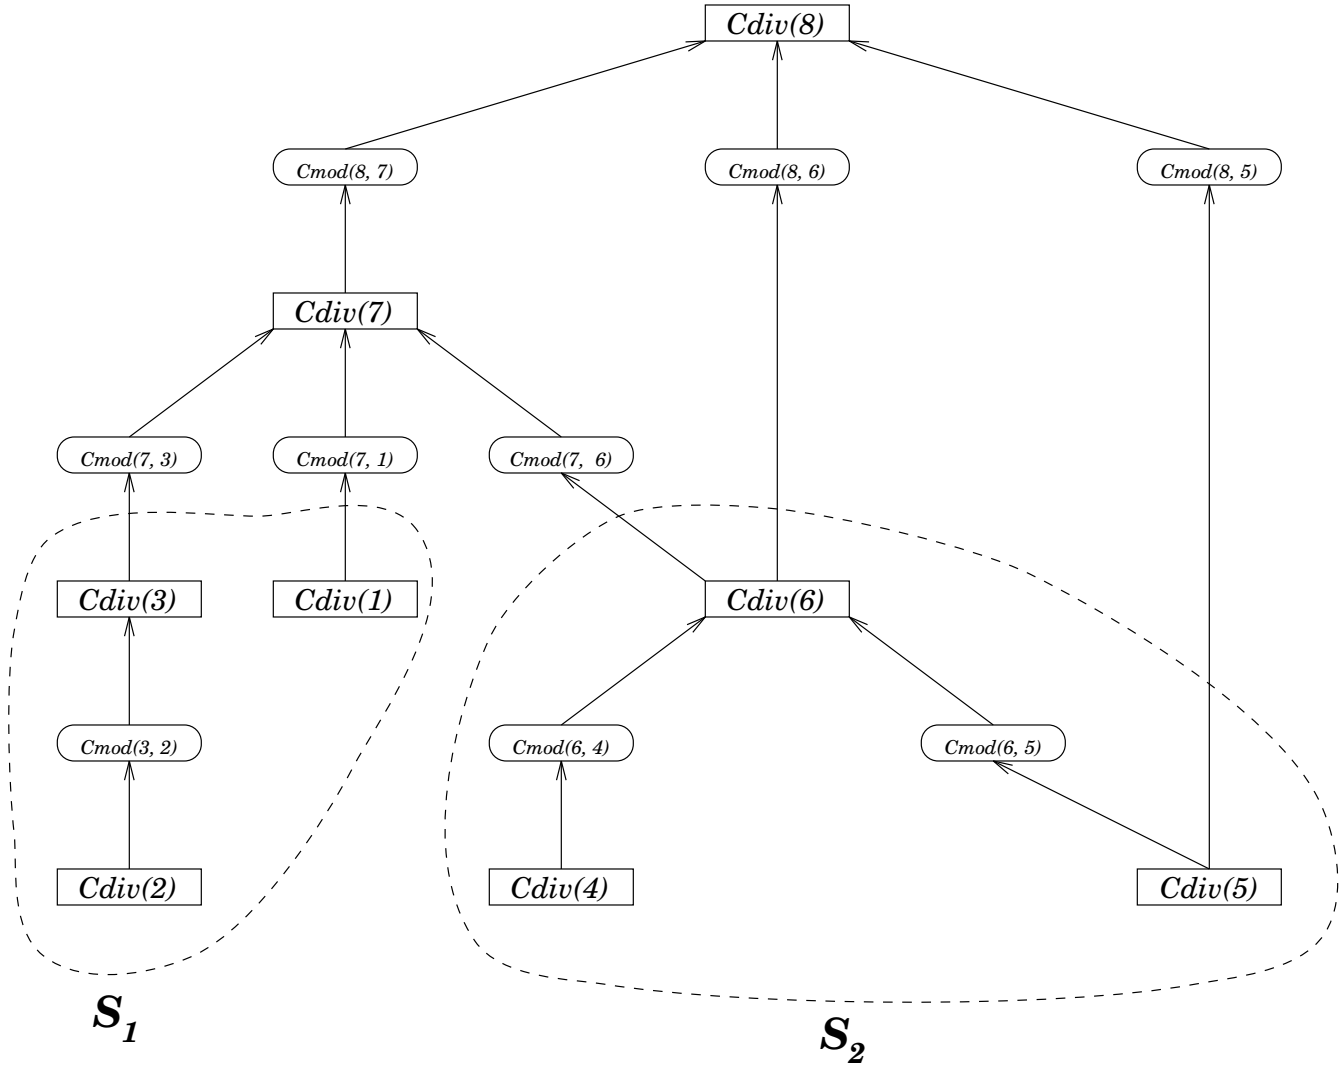 Cdiv(8)
Cmod(8, 7)
Cmod(8, 6)
Cmod(8, 5)
Cdiv(7)
Cmod(7, 3)
Cmod(7, 1)
Cmod(7, 6)
Cdiv(3)
Cdiv(1)
Cdiv(6)
Cmod(3, 2)
Cmod(6, 4)
Cmod(6, 5)
Cdiv(2)
Cdiv(4)
Cdiv(5)
S1
S2